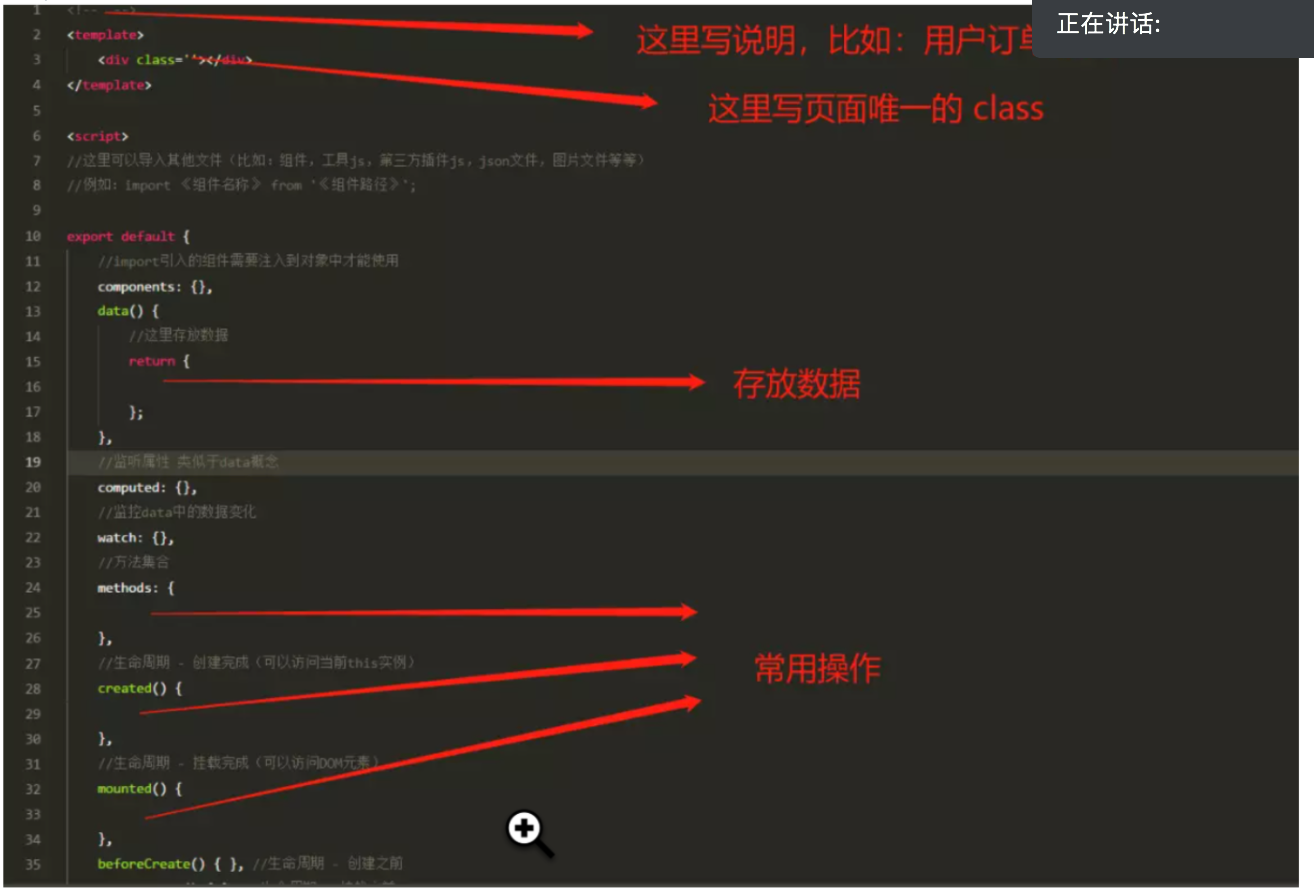 正在讲话:
1 <!-- -->
这里写说明，比如：用户订单
2 <template>
3 <div class=''></div>
4 </template>
这里写页面唯一的 class
5
6 <script>
7 //这里可以导入其他文件（比如：组件，工具js，第三方插件js，json文件，图片文件等等）
8 //例如：import 《组件名称》 from '《组件路径》';
9
10 export default {
11 //import引入的组件需要注入到对象中才能使用
12 components: {},
13 data() {
14 //这里存放数据
15 return {
16
存放数据
17 };
18 },
19 //监听属性 类似于data概念
20 computed: {},
21 //监控data中的数据变化
22 watch: {},
23 //方法集合
24 methods: {
25
26 },
27 //生命周期 - 创建完成（可以访问当前this实例）
常用操作
28 created() {
29
30 },
31 //生命周期 - 挂载完成（可以访问DOM元素）
32 mounted() {
33
34 },
35 beforeCreate() { }, //生命周期 - 创建之前